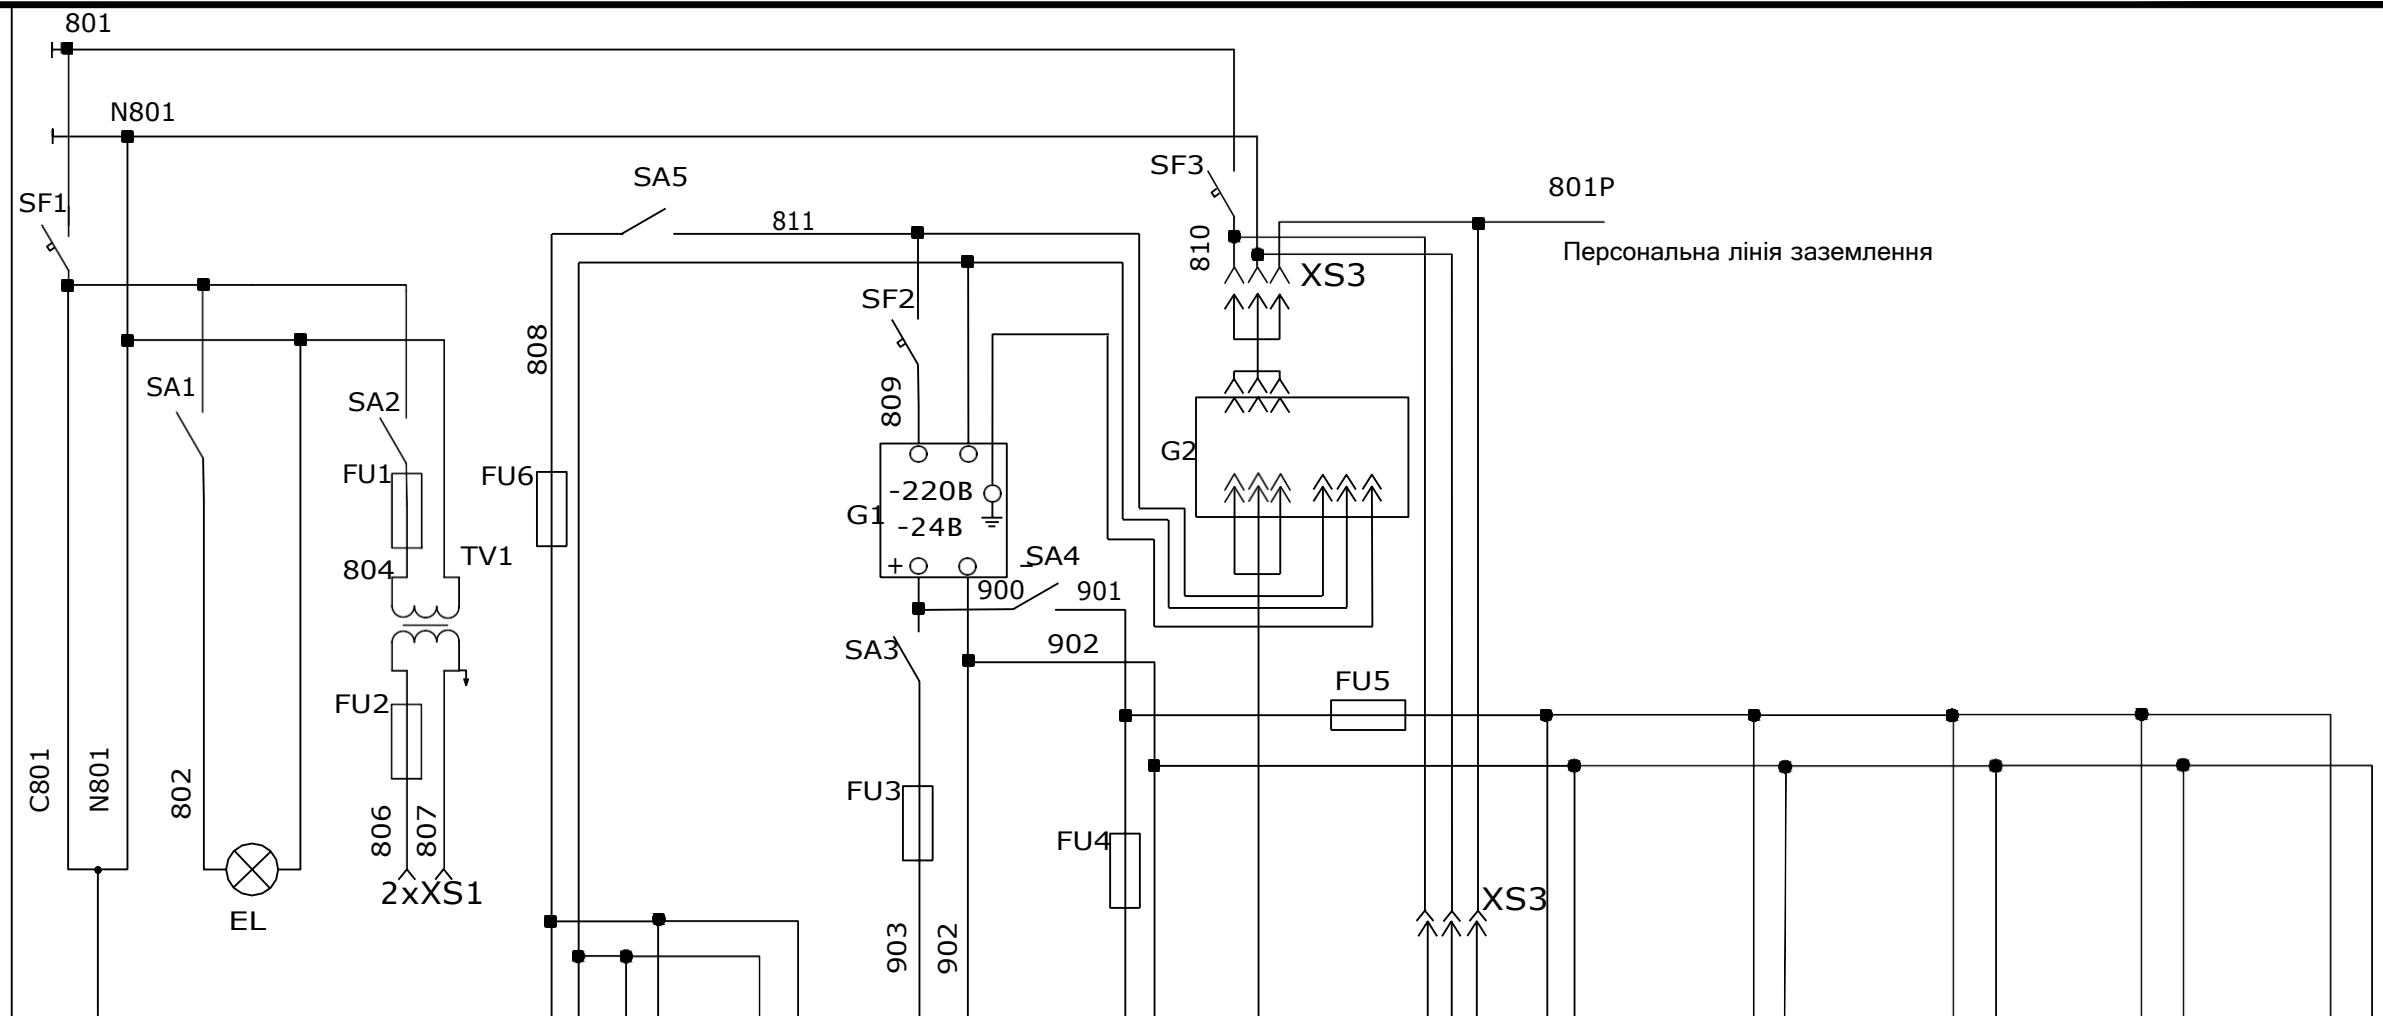 801
N801
SF1
SA5
811
SF3
810
XS3
801P
Персональна лінія заземлення
SF2
808
809
SA1
SA2
FU1
804
TV1
FU6
G1
-220В
-24В
+
-
G2
SA4
900
901
SA3
902
FU2
FU5
C801
N801
802
806
807
FU3
FU4
EL
2xXS1
903
902
XS3